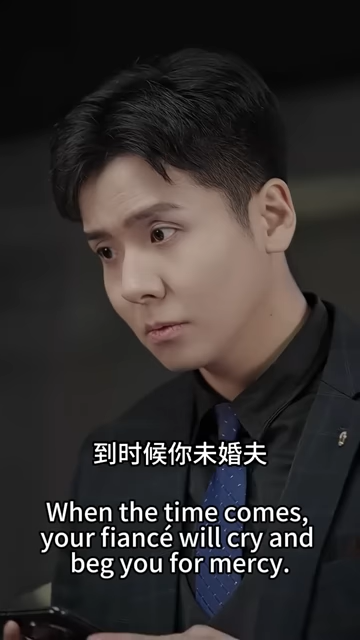 到时候你未婚夫
When the time comes,
your fiancé will cry and
beg you for mercy.